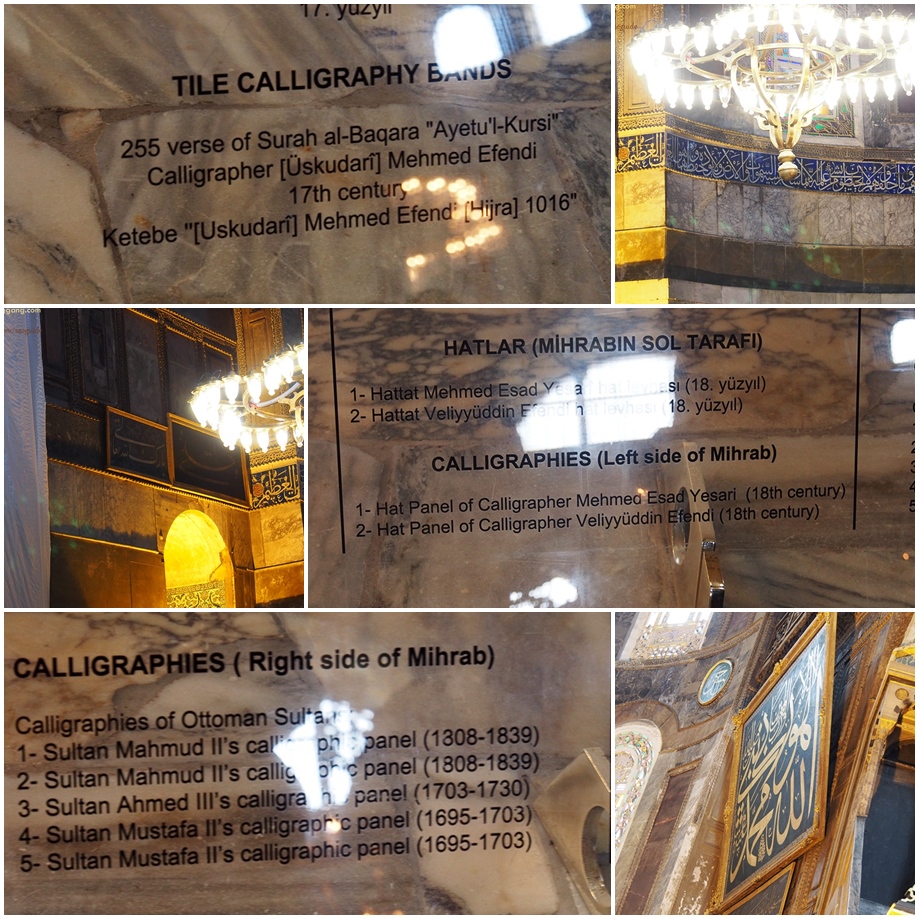 17. yüzyıl
TILE CALLIGRAPHY BANDS
255 verse of Surah al-Baqara "Ayetu'l-Kursi"
Calligrapher [Üskudarî] Mehmed Efendi
17th century
Ketebe "[Uskudarî] Mehmed Efendi [Hijra] 1016"
العظيم
gang.com
HATLAR (MİHRABIN SOL TARAFI)
1- Hattat Mehmed Esad Yesari hat levhası (18. yüzyıl)
2- Hattat Veliyyüddin Efendi hat levhası (18. yüzyıl)
CALLIGRAPHIES (Left side of Mihrab)
1- Hat Panel of Calligrapher Mehmed Esad Yesari (18th century)
2- Hat Panel of Calligrapher Veliyyüddin Efendi (18th century)
CALLIGRAPHIES ( Right side of Mihrab)
Calligraphies of Ottoman Sultans
1- Sultan Mahmud II's calligraphic panel (1308-1839)
2- Sultan Mahmud II's calligraphic panel (1808-1839)
3- Sultan Ahmed III's calligraphic panel (1703-1730)
4- Sultan Mustafa II's calligraphic panel (1695-1703)
5- Sultan Mustafa II's calligraphic panel (1695-1703)